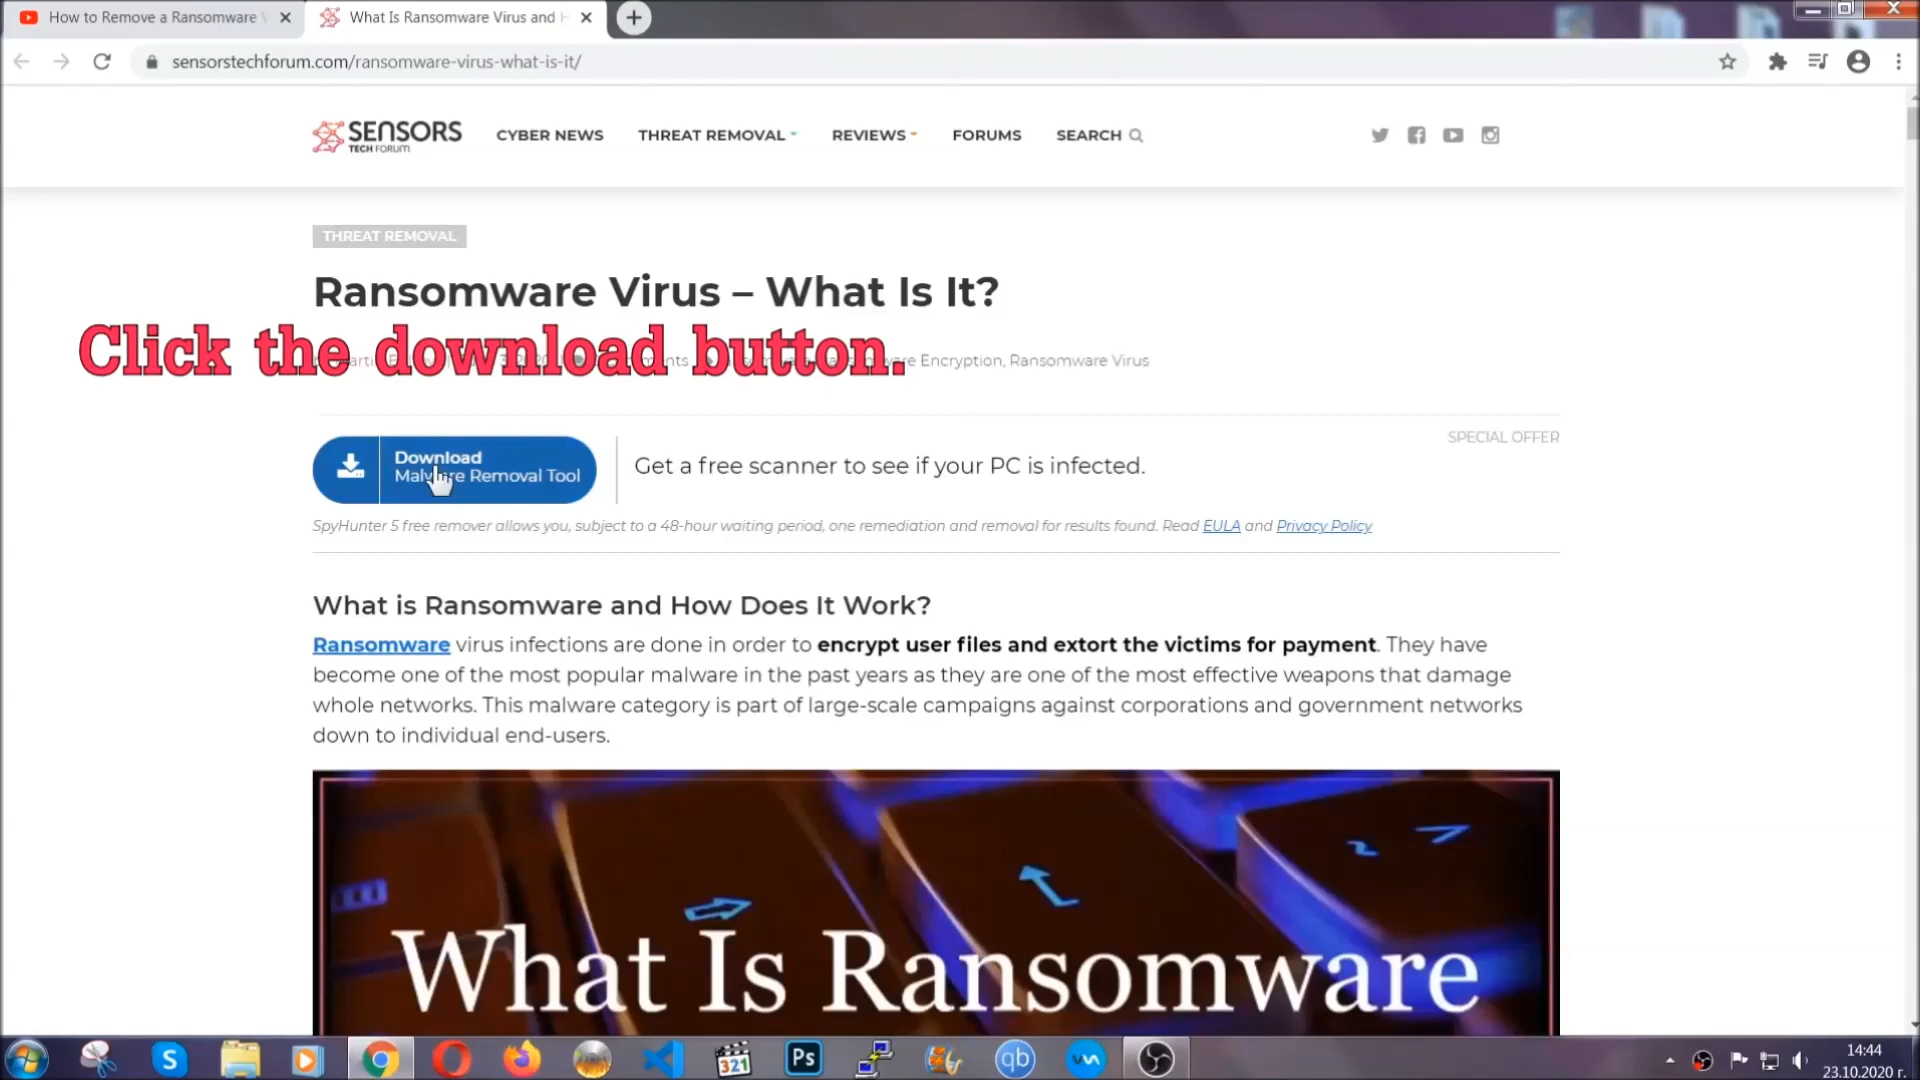 How to Remove a Ransomware V
What Is Ransomware Virus and H
sensorstechforum.com/ransomware-virus-what-is-it/
SENSORS
TECH FORUM
CYBER NEWS
THREAT REMOVAL
REVIEWS
FORUMS
SEARCH
THREAT REMOVAL
Ransomware Virus – What Is It?
Click the download button.
Encryption, Ransomware Virus
SPECIAL OFFER
Download
Malware Removal Tool
Get a free scanner to see if your PC is infected.
SpyHunter 5 free remover allows you, subject to a 48-hour waiting period, one remediation and removal for results found. Read EULA and Privacy Policy
What is Ransomware and How Does It Work?
Ransomware virus infections are done in order to encrypt user files and extort the victims for payment. They have
become one of the most popular malware in the past years as they are one of the most effective weapons that damage
whole networks. This malware category is part of large-scale campaigns against corporations and government networks
down to individual end-users.
What Is Ransomware
S
321
Ps
qb
14:44
23.10.2020 г.